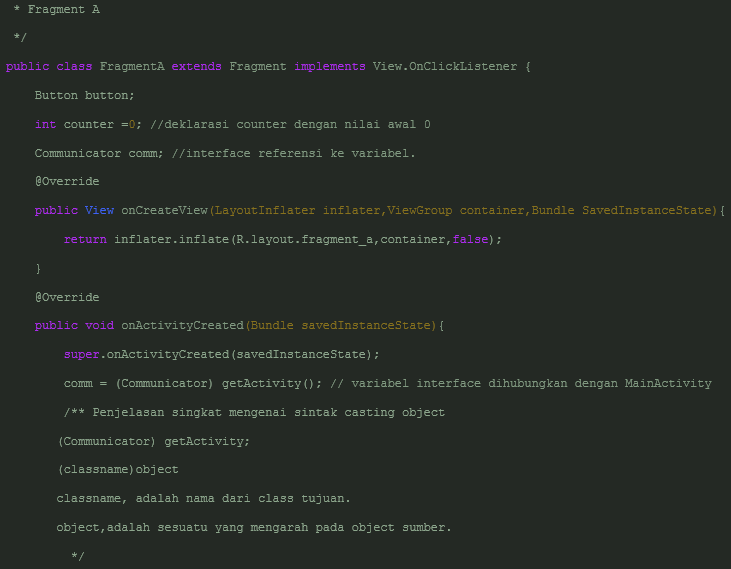 * Fragment A
*/
public class FragmentA extends Fragment implements View.OnClickListener {
Button button;
int counter =0; //deklarasi counter dengan nilai awal 0
Communicator comm; //interface referensi ke variabel.
@Override
public View onCreateView(LayoutInflater inflater,ViewGroup container,Bundle SavedInstanceState){
return inflater.inflate(R.layout.fragment_a,container,false);
}
@Override
public void onActivityCreated(Bundle savedInstanceState){
super.onActivityCreated(savedInstanceState);
comm = (Communicator) getActivity(); // variabel interface dihubungkan dengan MainActivity
/** Penjelasan singkat mengenai sintak casting object
(Communicator) getActivity;
(classname)object
classname, adalah nama dari class tujuan.
object,adalah sesuatu yang mengarah pada object sumber.
*/